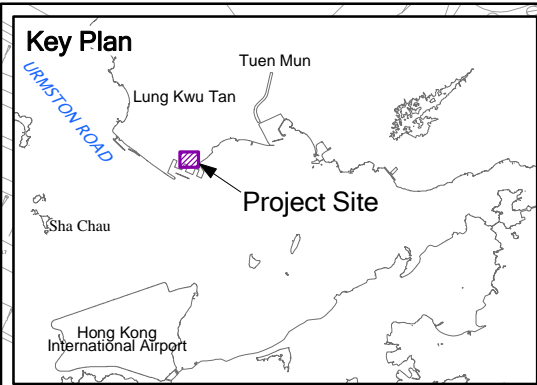 Key Plan
Tuen Mun
URMSTON ROAD
Lung Kwu Tan
Project Site
Sha Chau
Hong Kong
International Airport